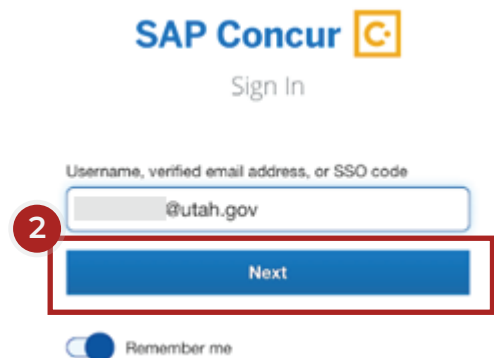 SAP Concur C
Sign In
Username, verified email address, or SSO code
@utah.gov
2
Next
Remember me